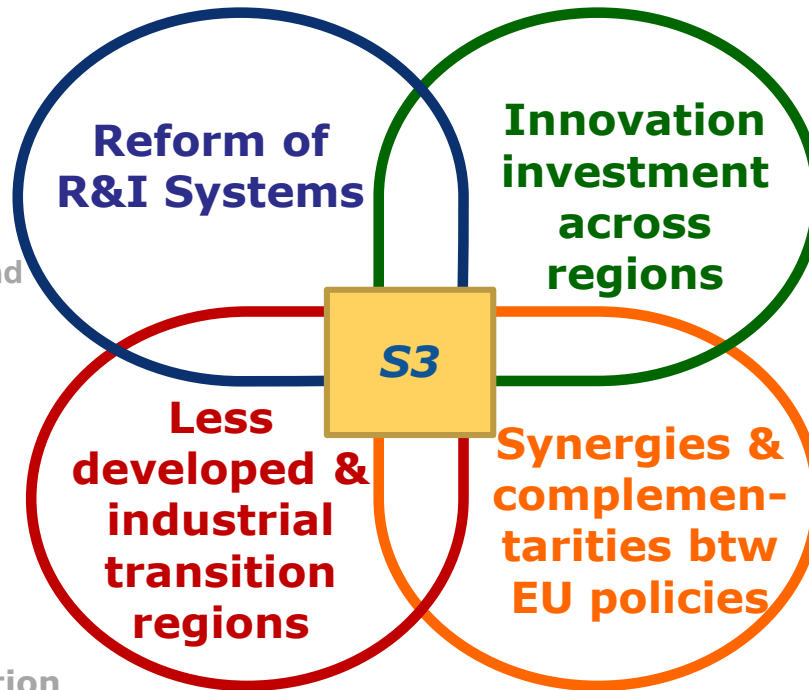 Reform of
R&I Systems
Innovation
investment
across
regions
S3
Less
developed &
industrial
transition
regions
Synergies &
complemen-
tarities btw
EU policies